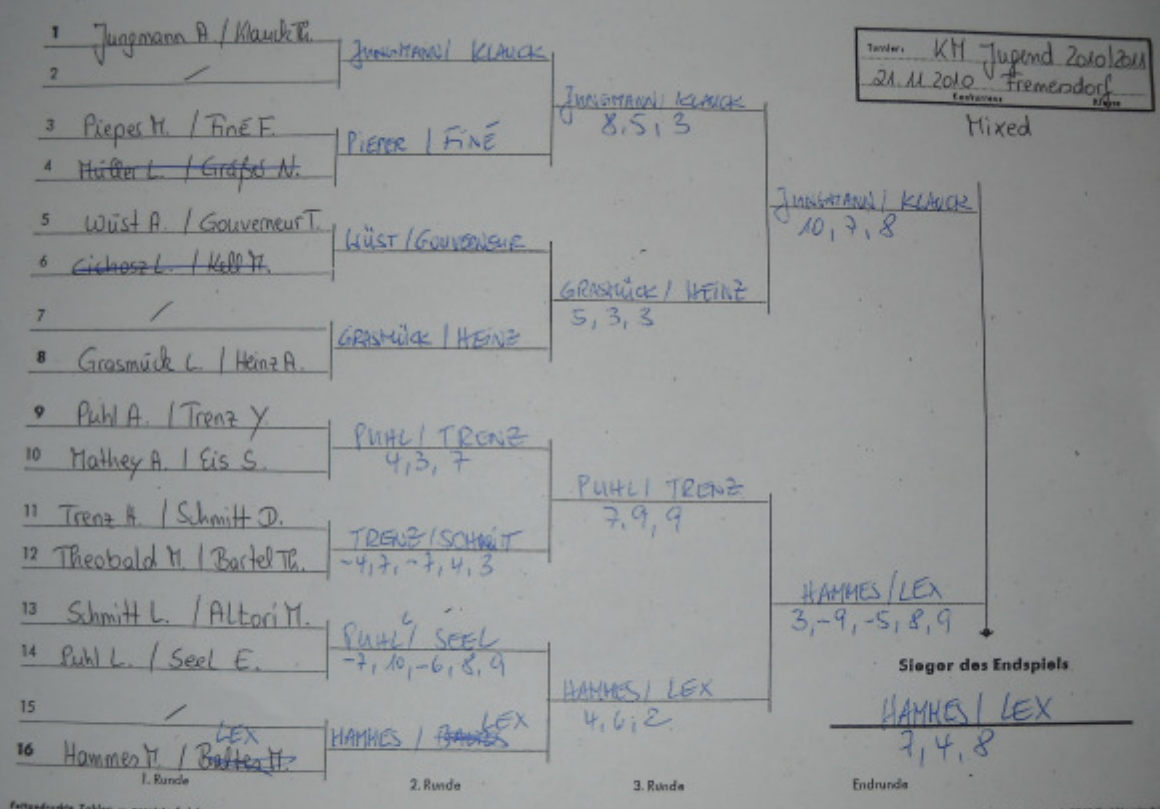 Turnier: KM Jugend 2010/2011
21.11.2010 Fremersdorf
Konkurrenz Klasse
Mixed
1 Jungmann A. / Klauck Th.
2 /
3 Pieper M. / Finé F.
4 Müller L. / Gräßer N.
5 Wüst A. / Gouverneur T.
6 Cichosz L. / Kell M.
7 /
8 Grasmück L. / Heinz A.
9 Puhl A. / Trenz Y.
10 Mathey A. / Eis S.
11 Trenz H. / Schmitt D.
12 Theobald M. / Bartel Th.
13 Schmitt L. / Altori M.
14 Puhl L. / Seel E.
15 /
LEX
16 Hammes M. / Baltes M.
1. Runde
JUNGMANN / KLAUCK
PIEPER / FINÉ
WÜST / GOUVERNEUR
GRASMÜCK / HEINZ
PUHL / TRENZ
4, 3, 7
TRENZ / SCHMIT
-4, 7, -7, 4, 3
PUHL L / SEEL
-7, 10, -6, 8, 9
LEX
HAMMES /
2. Runde
JUNGMANN / KLAUCK
8, 5, 3
GRASMÜCK / HEINZ
5, 3, 3
PUHL / TRENZ
7, 9, 9
HAMMES / LEX
4, 6, 2
3. Runde
JUNGMANN / KLAUCK
10, 7, 8
HAMMES / LEX
3, -9, -5, 8, 9
Sieger des Endspiels
HAMMES / LEX
7, 4, 8
Endrunde